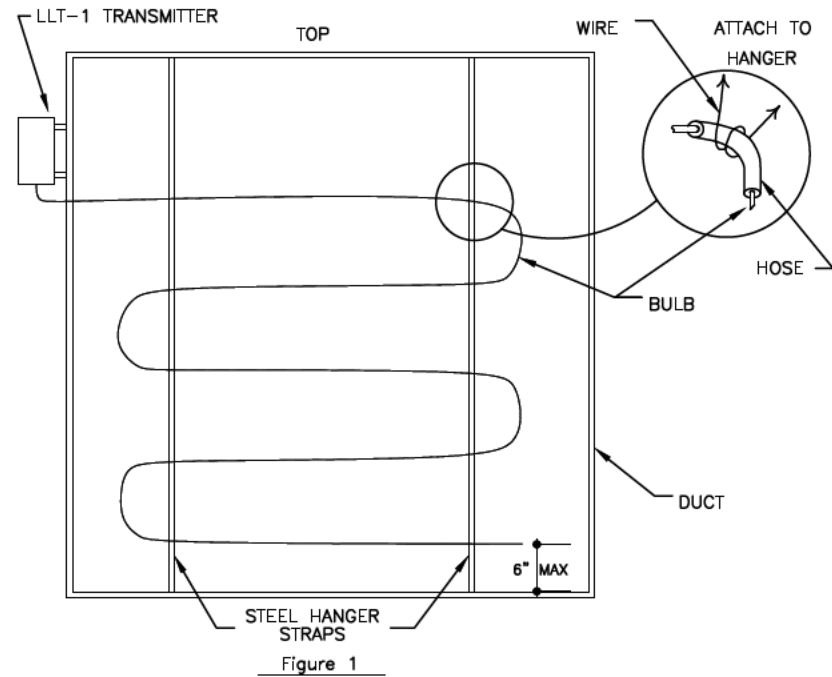 LLT-1 TRANSMITTER
TOP
WIRE
ATTACH TO
HANGER
HOSE
BULB
DUCT
6" MAX
STEEL HANGER
STRAPS
Figure 1